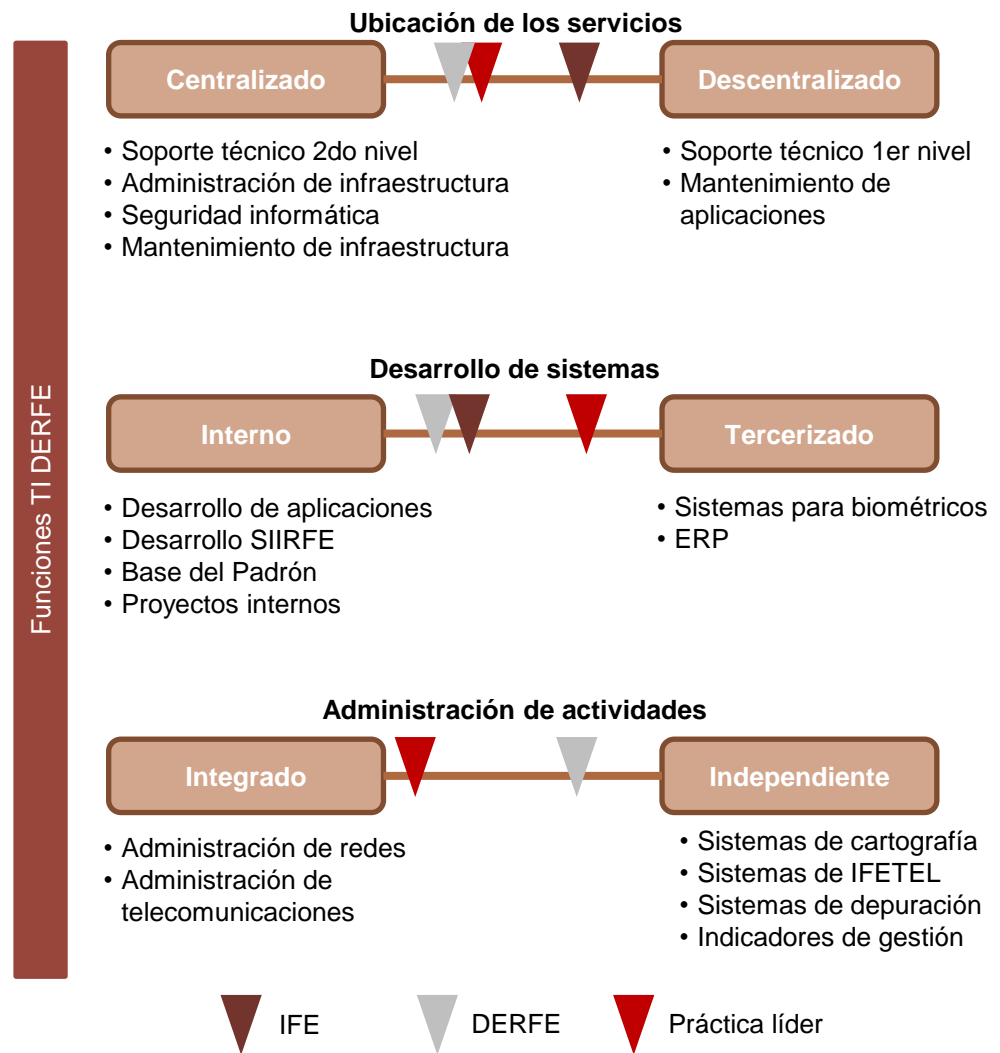 Ubicación de los servicios
Funciones TI DERFE
Centralizado
Descentralizado
• Soporte técnico 2do nivel
• Administración de infraestructura
• Seguridad informática
• Mantenimiento de infraestructura
• Soporte técnico 1er nivel
• Mantenimiento de
aplicaciones
Desarrollo de sistemas
Interno
Tercerizado
• Desarrollo de aplicaciones
• Desarrollo SIIRFE
• Base del Padrón
• Proyectos internos
• Sistemas para biométricos
• ERP
Administración de actividades
Integrado
Independiente
• Administración de redes
• Administración de
telecomunicaciones
• Sistemas de cartografía
• Sistemas de IFETEL
• Sistemas de depuración
• Indicadores de gestión
IFE
DERFE
Práctica líder